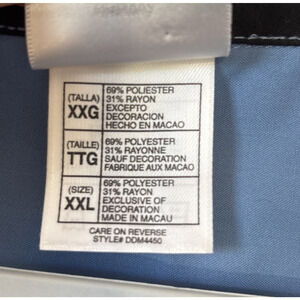 (TALLA)
XXG
69% POLIESTER
31% RAYON
EXCEPTO
DECORACION
HECHO EN MACAO
(TAILLE)
TTG
69% POLYESTER
31% RAYONNE
SAUF DECORATION
FABRIQUE AUX MACAO
(SIZE)
XXL
69% POLYESTER
31% RAYON
EXCLUSIVE OF
DECORATION
MADE IN MACAU
CARE ON REVERSE
STYLE# DDM4450